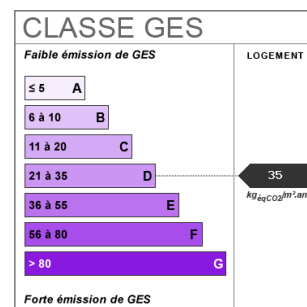 CLASSE GES
Faible émission de GES
LOGEMENT
≤ 5 A
6 à 10 B
11 à 20 C
21 à 35 D
35
kgéqCO2/m².an
36 à 55 E
56 à 80 F
> 80 G
Forte émission de GES